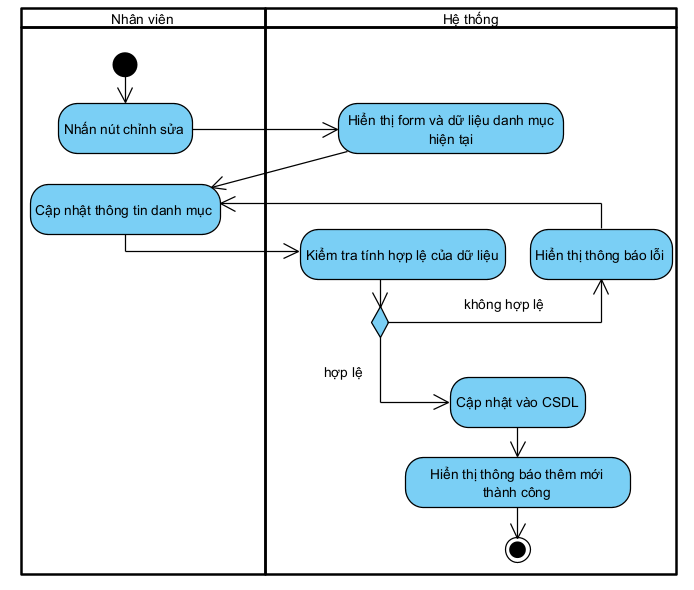 Nhân viên
Hệ thống
Nhấn nút chỉnh sửa
Hiển thị form và dữ liệu danh mục
hiện tại
Cập nhật thông tin danh mục
Kiểm tra tính hợp lệ của dữ liệu
Hiển thị thông báo lỗi
không hợp lệ
hợp lệ
Cập nhật vào CSDL
Hiển thị thông báo thêm mới
thành công